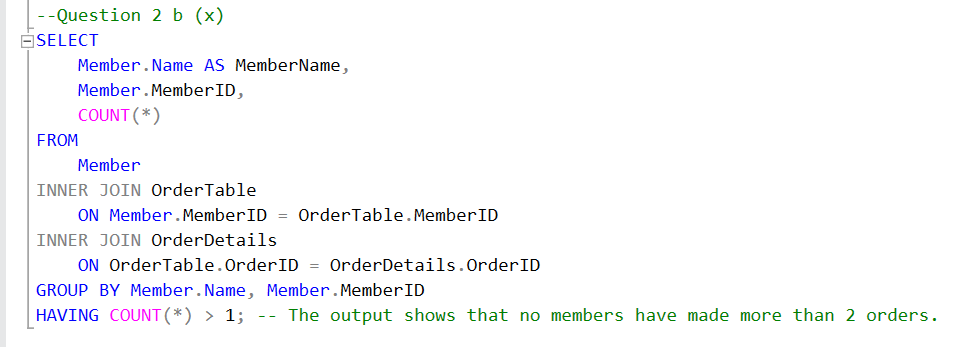 --Question 2 b (x)
SELECT
    Member.Name AS MemberName,
    Member.MemberID,
    COUNT(*)
FROM
    Member
INNER JOIN OrderTable
    ON Member.MemberID = OrderTable.MemberID
INNER JOIN OrderDetails
    ON OrderTable.OrderID = OrderDetails.OrderID
GROUP BY Member.Name, Member.MemberID
HAVING COUNT(*) > 1; -- The output shows that no members have made more than 2 orders.